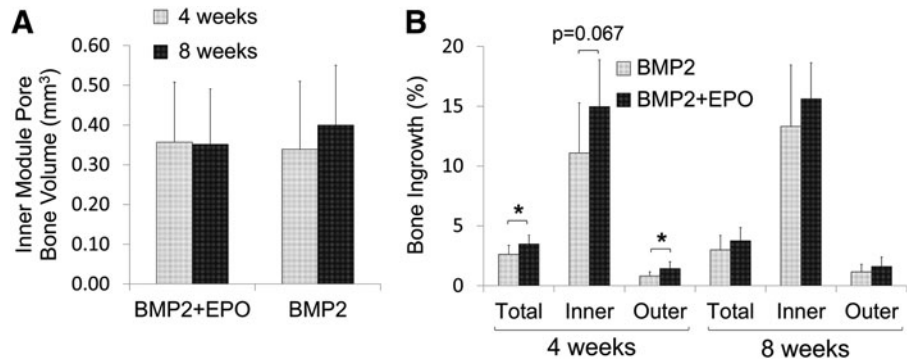 A
4 weeks
8 weeks
Inner Module Pore
Bone Volume (mm³)
0.60
0.50
0.40
0.30
0.20
0.10
0.00
BMP2+EPO
BMP2
B
p=0.067
BMP2
BMP2+EPO
Bone Ingrowth (%)
20
15
10
5
0
*
*
Total Inner Outer Total Inner Outer
4 weeks 8 weeks